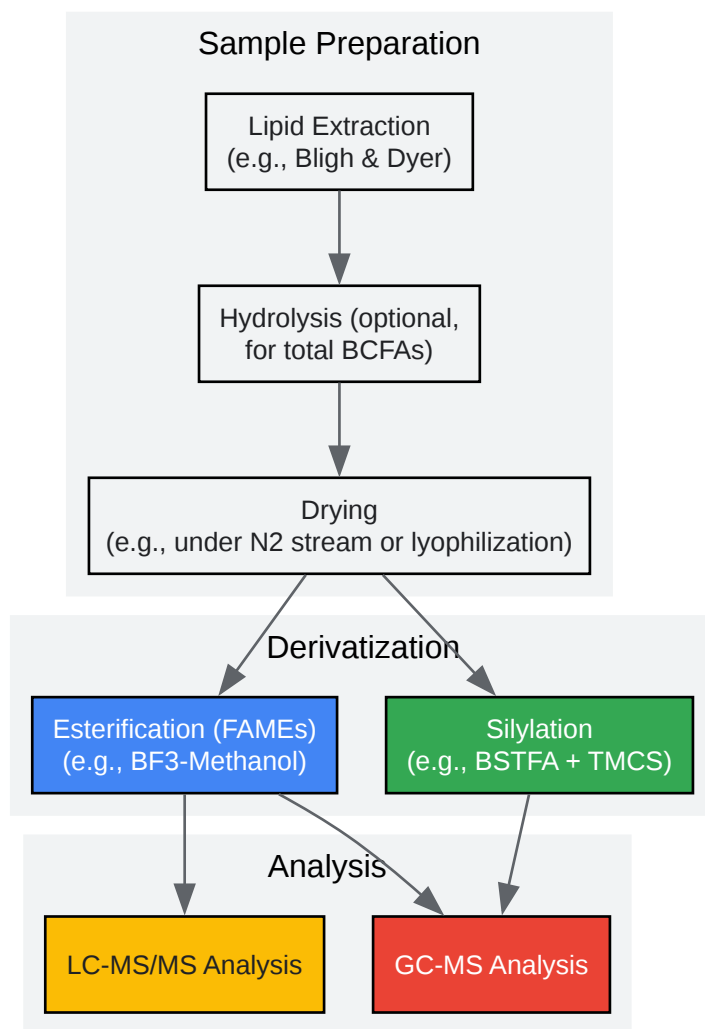 Sample Preparation
Lipid Extraction
(e.g., Bligh & Dyer)
Hydrolysis (optional,
for total BCFAs)
Drying
(e.g., under N2 stream or lyophilization)
Derivatization
Esterification (FAMEs)
(e.g., BF3-Methanol)
Silylation
(e.g., BSTFA + TMCS)
Analysis
LC-MS/MS Analysis
GC-MS Analysis